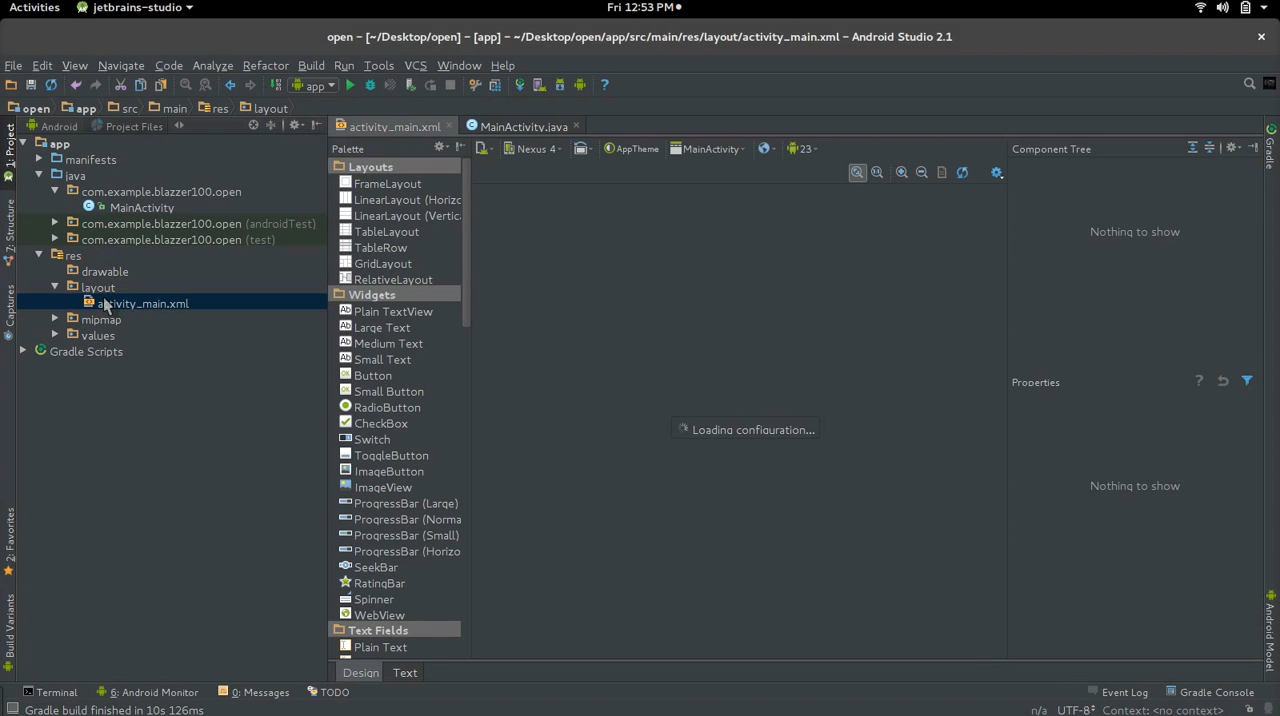 Activities jetbrains-studio Fri 12:53 PM
open – [~/Desktop/open] – [app] – ~/Desktop/open/app/src/main/res/layout/activity_main.xml – Android Studio 2.1
File Edit View Navigate Code Analyze Refactor Build Run Tools VCS Window Help
app
open app src main res layout
1: Project
7: Structure
Captures
2: Favorites
Build Variants
Android Project Files
app
manifests
java
com.example.blazzer100.open
MainActivity
com.example.blazzer100.open (androidTest)
com.example.blazzer100.open (test)
res
drawable
layout
activity_main.xml
mipmap
values
Gradle Scripts
activity_main.xml MainActivity.java
Palette
Layouts
FrameLayout
LinearLayout (Horizo
LinearLayout (Vertica
TableLayout
TableRow
GridLayout
RelativeLayout
Widgets
Plain TextView
Large Text
Medium Text
Small Text
Button
Small Button
RadioButton
CheckBox
Switch
ToggleButton
ImageButton
ImageView
ProgressBar (Large)
ProgressBar (Norma
ProgressBar (Small)
ProgressBar (Horizo
SeekBar
RatingBar
Spinner
WebView
Text Fields
Plain Text
Nexus 4 AppTheme MainActivity 23
Loading configuration...
Component Tree
Nothing to show
Properties
Nothing to show
Gradle
Android Model
Design Text
Terminal 6: Android Monitor 0: Messages TODO Event Log Gradle Console
Gradle build finished in 10s 126ms n/a UTF-8 Context: <no context>